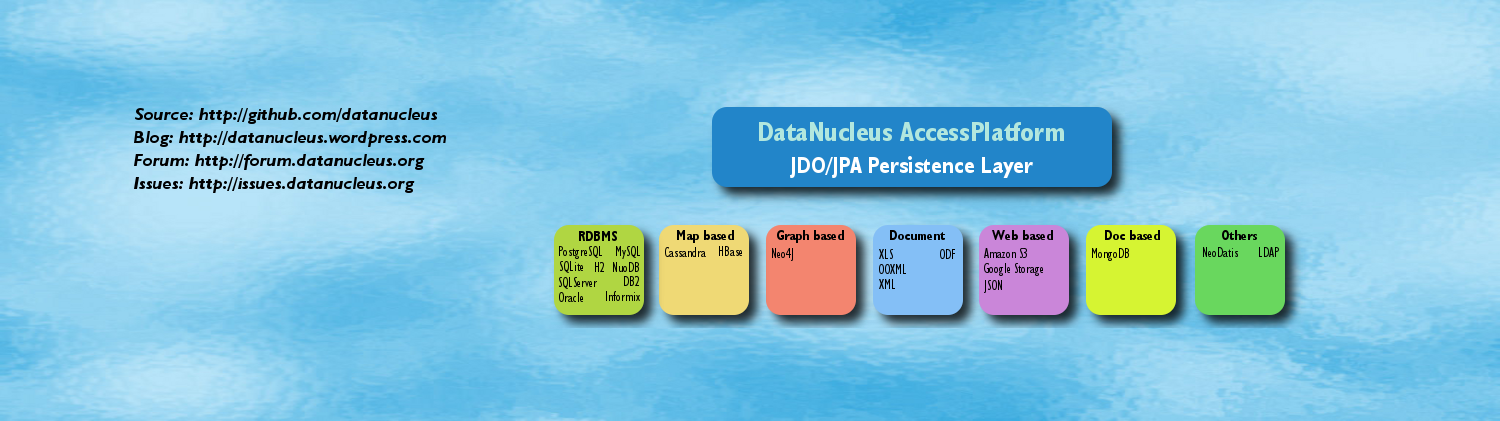 Source: http://github.com/datanucleus
Blog: http://datanucleus.wordpress.com
Forum: http://forum.datanucleus.org
Issues: http://issues.datanucleus.org
DataNucleus AccessPlatform
JDO/JPA Persistence Layer
RDBMS
PostgreSQL MySQL
SQLite H2 NuoDB
SQLServer DB2
Oracle Informix
Map based
Cassandra HBase
Graph based
Neo4J
Document
XLS ODF
OOXML
XML
Web based
Amazon S3
Google Storage
JSON
Doc based
MongoDB
Others
NeoDatis LDAP